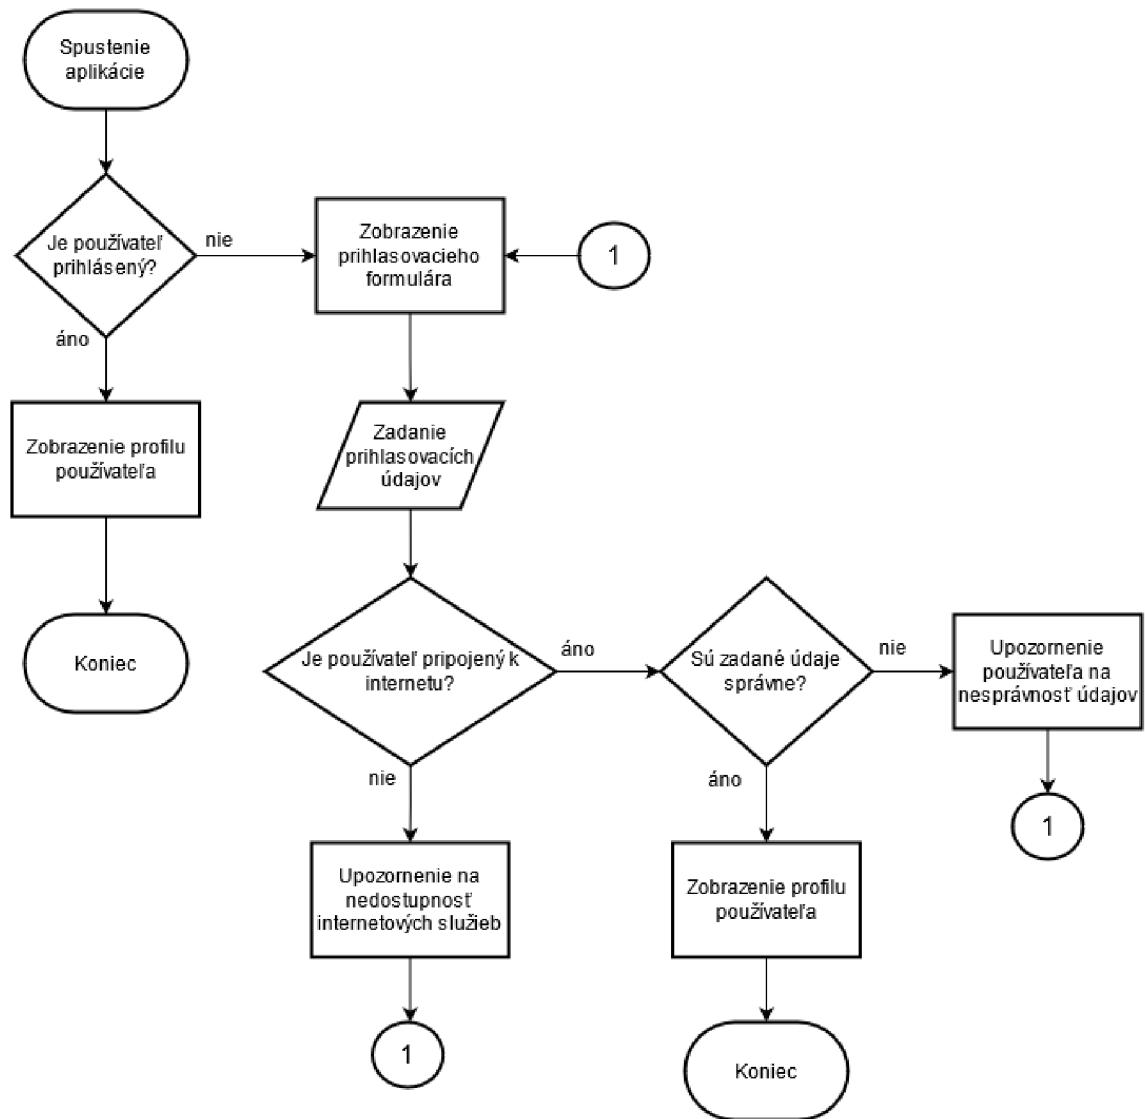 Spustenie
aplikácie
Je používateľ
prihlásený?
nie
áno
Zobrazenie
prihlasovacieho
formulára
1
Zobrazenie profilu
používateľa
Koniec
Zadanie
prihlasovacích
údajov
Je používateľ pripojený k
internetu?
áno
nie
Sú zadané údaje
správne?
nie
áno
Upozornenie
používateľa na
nesprávnosť údajov
1
Upozornenie na
nedostupnosť
internetových služieb
1
Zobrazenie profilu
používateľa
Koniec